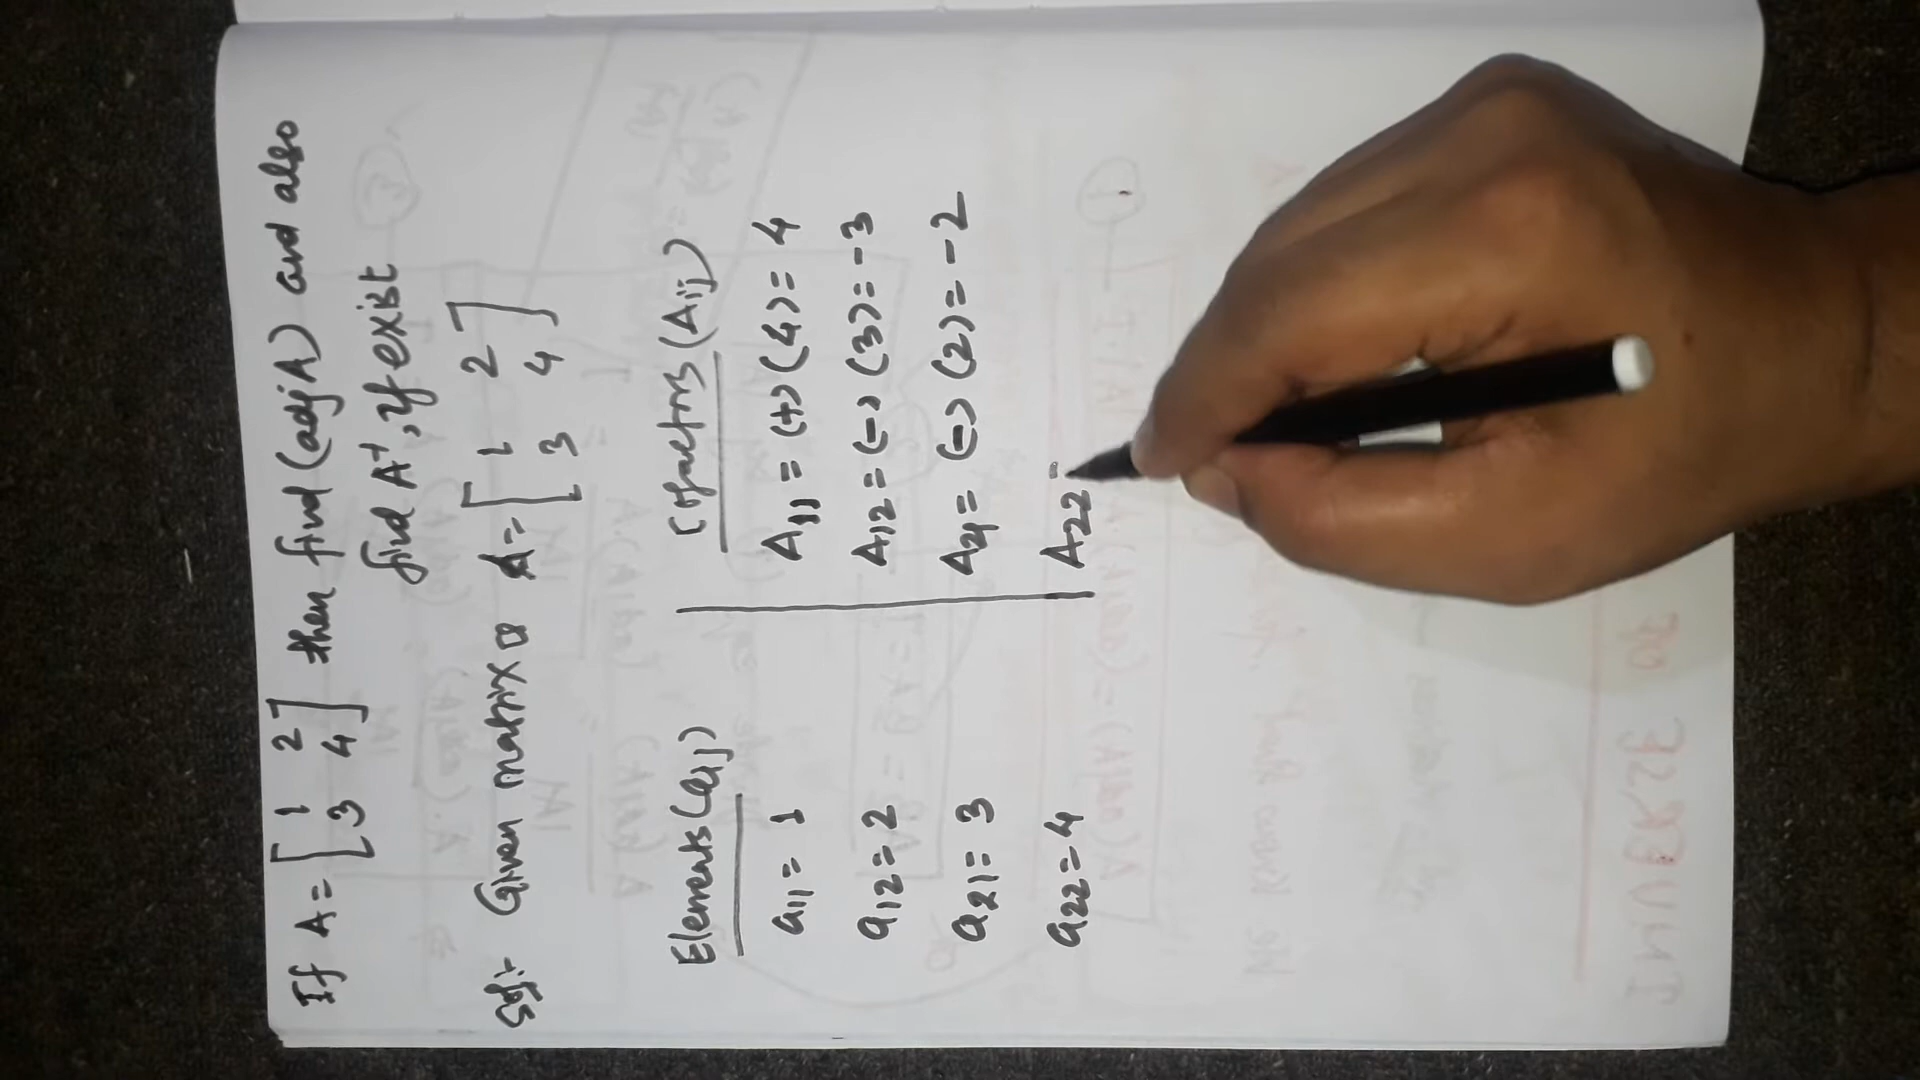 If A = [1 2 then find (adj A) and also
3 4]
find A⁻¹, if exist
Sol:- Given matrix is A = [1 2
3 4]
Elements (aij) Cofactors (Aij)
a11 = 1 A11 = (+) (4) = 4
a12 = 2 A12 = (-) (3) = -3
a21 = 3 A21 = (-) (2) = -2
a22 = 4 A22 =